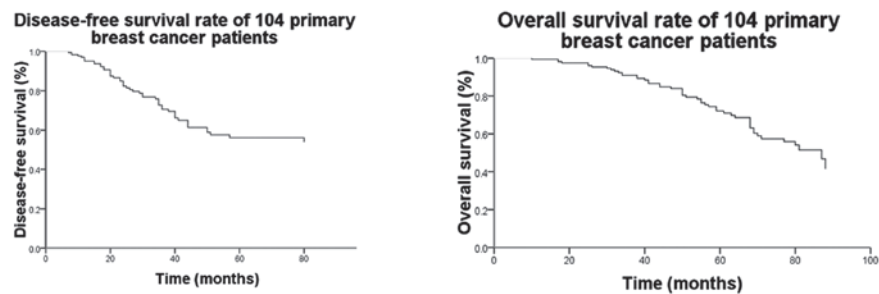 Disease-free survival rate of 104 primary
breast cancer patients
Disease-free survival (%)
1.0
0.8
0.6
0.4
0.2
0.0
0
20
40
60
80
Time (months)
Overall survival rate of 104 primary
breast cancer patients
Overall survival (%)
1.0
0.8
0.6
0.4
0.2
0.0
0
20
40
60
80
100
Time (months)